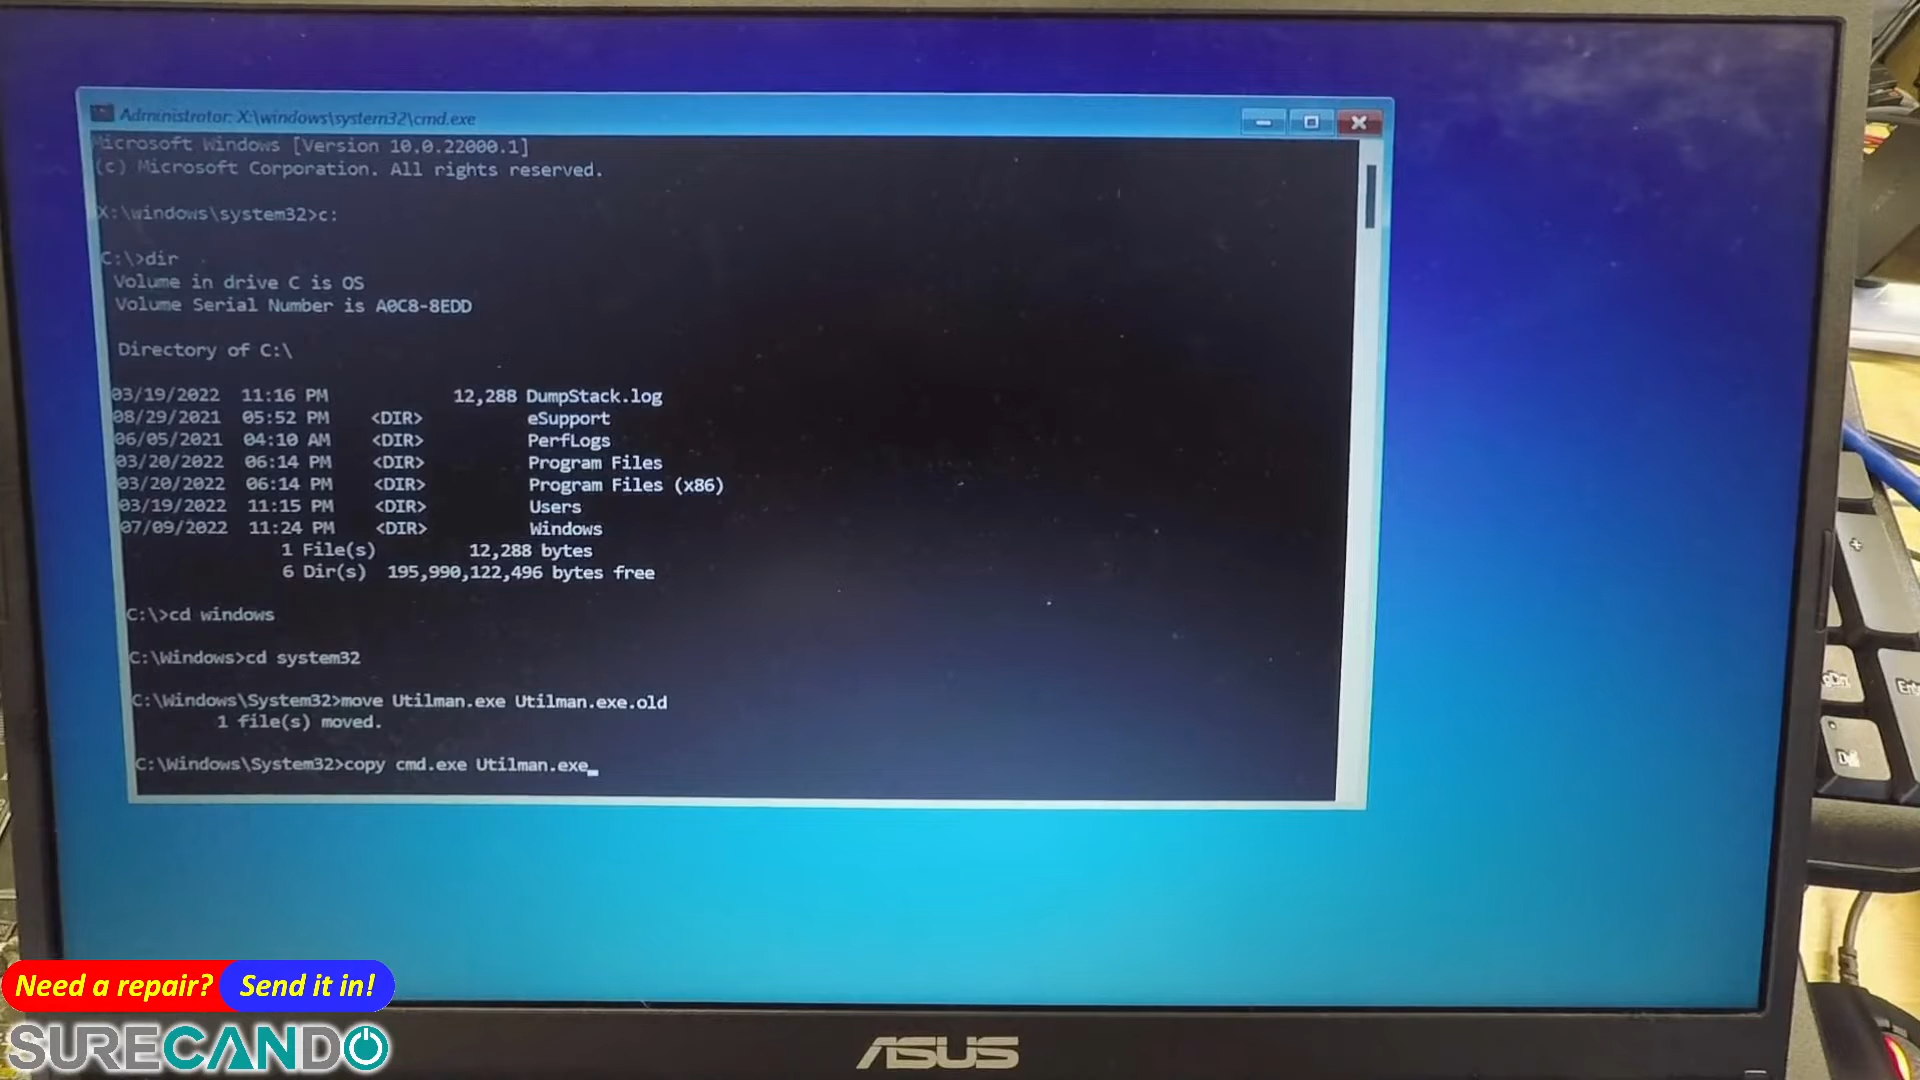 Administrator: X:\windows\system32\cmd.exe
Microsoft Windows [Version 10.0.22000.1]
(c) Microsoft Corporation. All rights reserved.
X:\windows\system32>c:
C:\>dir
Volume in drive C is OS
Volume Serial Number is A0C8-8EDD
Directory of C:\
03/19/2022 11:16 PM 12,288 DumpStack.log
08/29/2021 05:52 PM <DIR> eSupport
06/05/2021 04:10 AM <DIR> PerfLogs
03/20/2022 06:14 PM <DIR> Program Files
03/20/2022 06:14 PM <DIR> Program Files (x86)
03/19/2022 11:15 PM <DIR> Users
07/09/2022 11:24 PM <DIR> Windows
1 File(s) 12,288 bytes
6 Dir(s) 195,990,122,496 bytes free
C:\>cd windows
C:\Windows>cd system32
C:\Windows\System32>move Utilman.exe Utilman.exe.old
1 file(s) moved.
C:\Windows\System32>copy cmd.exe Utilman.exe_
Need a repair? Send it in!
SURECANDO
ASUS